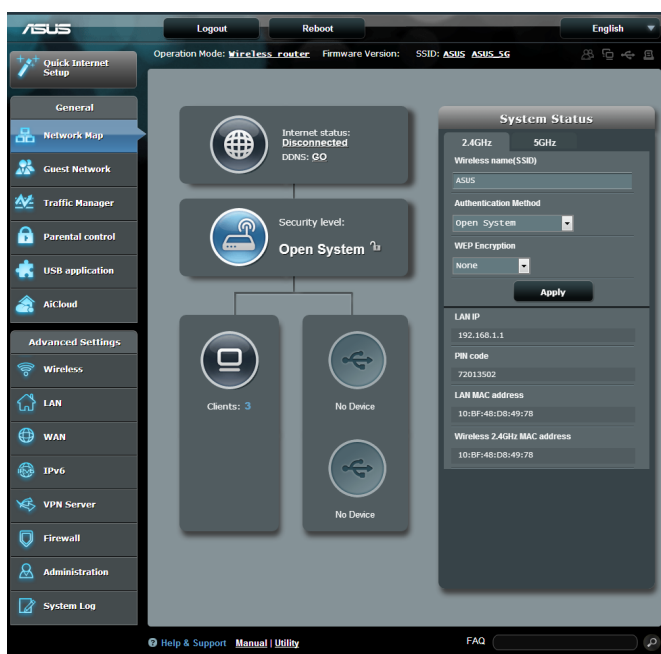 ASUS
Logout
Reboot
English
Operation Mode: Wireless router Firmware Version: SSID: ASUS ASUS_5G
Quick Internet
Setup
General
Network Map
Guest Network
Traffic Manager
Parental control
USB application
AiCloud
Advanced Settings
Wireless
LAN
WAN
IPv6
IPv6
VPN Server
Firewall
Administration
System Log
Internet status:
Disconnected
DDNS: GO
Security level:
Open System
Clients: 3
No Device
No Device
System Status
2.4GHz 5GHz
Wireless name(SSID)
ASUS
Authentication Method
Open System
WEP Encryption
None
Apply
LAN IP
192.168.1.1
PIN code
72013502
LAN MAC address
10:BF:48:D8:49:78
Wireless 2.4GHz MAC address
10:BF:48:D8:49:78
? Help & Support Manual | Utility
FAQ